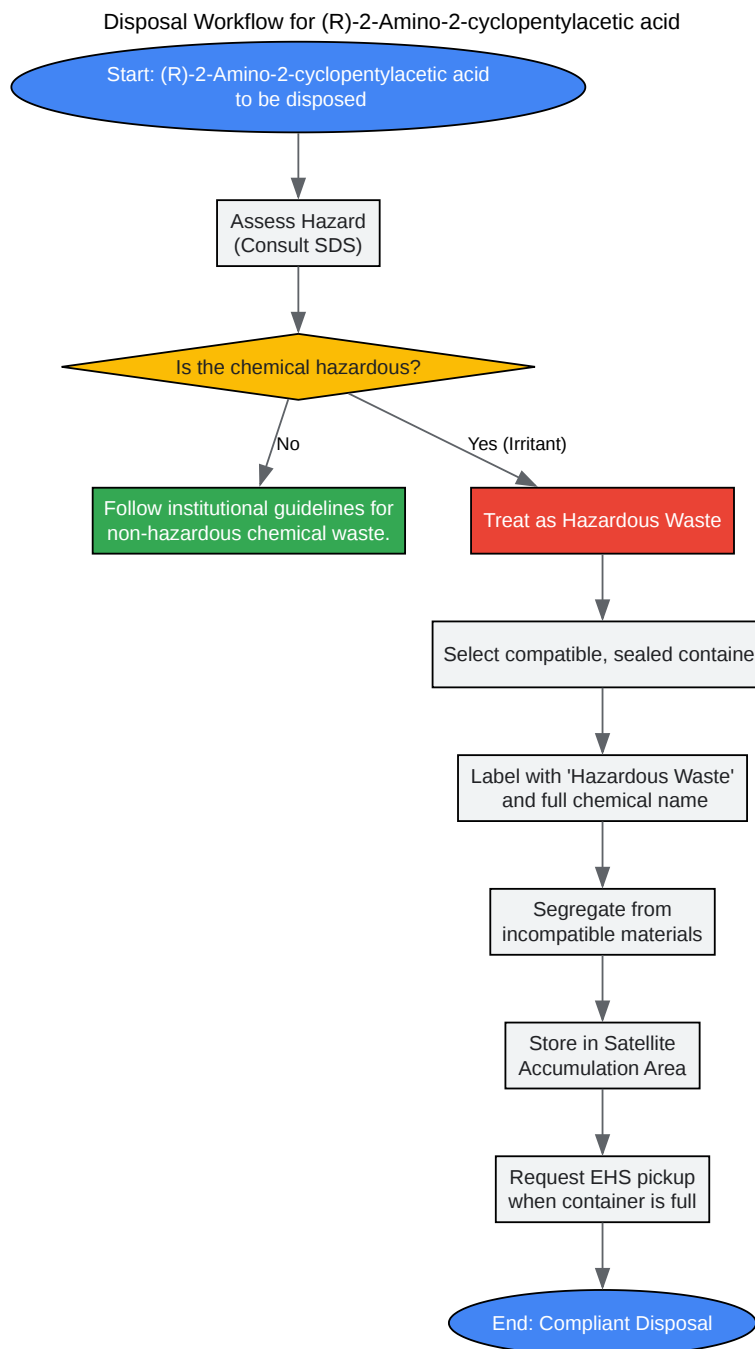 Disposal Workflow for (R)-2-Amino-2-cyclopentylacetic acid
Start: (R)-2-Amino-2-cyclopentylacetic acid
to be disposed
Assess Hazard
(Consult SDS)
Is the chemical hazardous?
No
Yes (Irritant)
Follow institutional guidelines for
non-hazardous chemical waste.
Treat as Hazardous Waste
Select compatible, sealed container
Label with 'Hazardous Waste'
and full chemical name
Segregate from
incompatible materials
Store in Satellite
Accumulation Area
Request EHS pickup
when container is full
End: Compliant Disposal